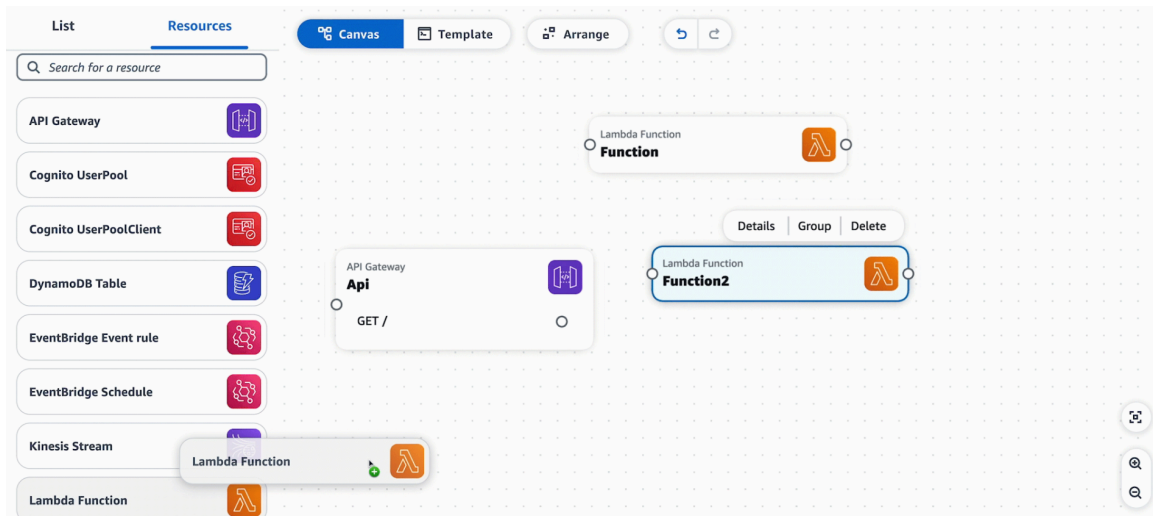 List
Resources
Canvas
Template
Arrange
Search for a resource
API Gateway
Cognito UserPool
Cognito UserPoolClient
DynamoDB Table
EventBridge Event rule
EventBridge Schedule
Kinesis Stream
Lambda Function
Lambda Function
Lambda Function
Function
Details
Group
Delete
Lambda Function
Function2
API Gateway
Api
GET /